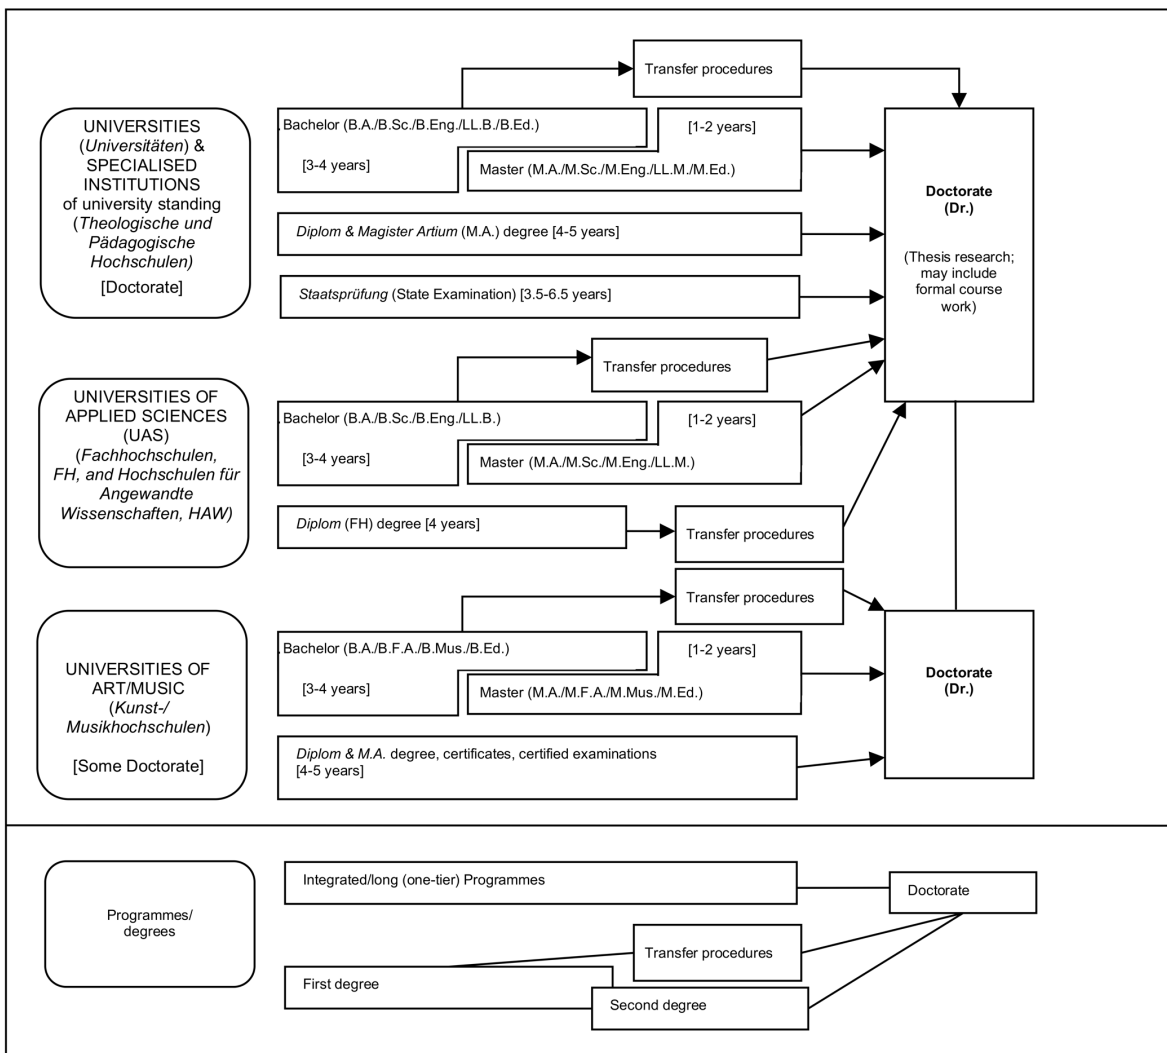 Transfer procedures
UNIVERSITIES
(Universitäten) &
SPECIALISED
INSTITUTIONS
of university standing
(Theologische und
Pädagogische
Hochschulen)
[Doctorate]
Bachelor (B.A./B.Sc./B.Eng./LL.B./B.Ed.)
[3-4 years]
[1-2 years]
Master (M.A./M.Sc./M.Eng./LL.M./M.Ed.)
Diplom & Magister Artium (M.A.) degree [4-5 years]
Staatsprüfung (State Examination) [3.5-6.5 years]
Doctorate
(Dr.)
(Thesis research;
may include
formal course
work)
Transfer procedures
UNIVERSITIES OF
APPLIED SCIENCES
(UAS)
(Fachhochschulen,
FH, and Hochschulen für
Angewandte
Wissenschaften, HAW)
Bachelor (B.A./B.Sc./B.Eng./LL.B.)
[3-4 years]
[1-2 years]
Master (M.A./M.Sc./M.Eng./LL.M.)
Diplom (FH) degree [4 years]
Transfer procedures
Transfer procedures
UNIVERSITIES OF
ART/MUSIC
(Kunst-/
Musikhochschulen)
[Some Doctorate]
Bachelor (B.A./B.F.A./B.Mus./B.Ed.)
[3-4 years]
[1-2 years]
Master (M.A./M.F.A./M.Mus./M.Ed.)
Diplom & M.A. degree, certificates, certified examinations
[4-5 years]
Doctorate
(Dr.)
Programmes/
degrees
Integrated/long (one-tier) Programmes
Doctorate
Transfer procedures
First degree
Second degree